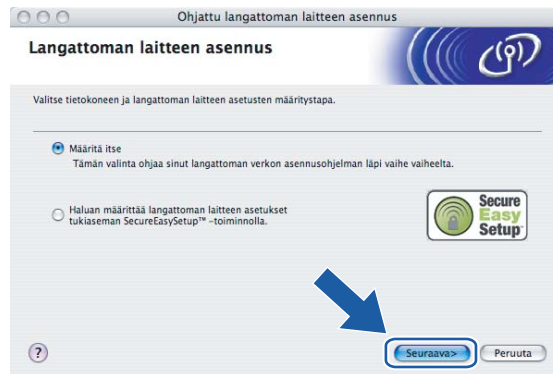 Ohjattu langattoman laitteen asennus
Langattoman laitteen asennus
Valitse tietokoneen ja langattoman laitteen asetusten määritystapa.
Määritä itse
Tämän valinta ohjaa sinut langattoman verkon asennusohjelman läpi vaihe vaiheelta.
Haluan määrittää langattoman laitteen asetukset
tukiaseman SecureEasySetup™ -toiminnolla.
Secure
Easy
Setup
?
Seuraava>
Peruuta